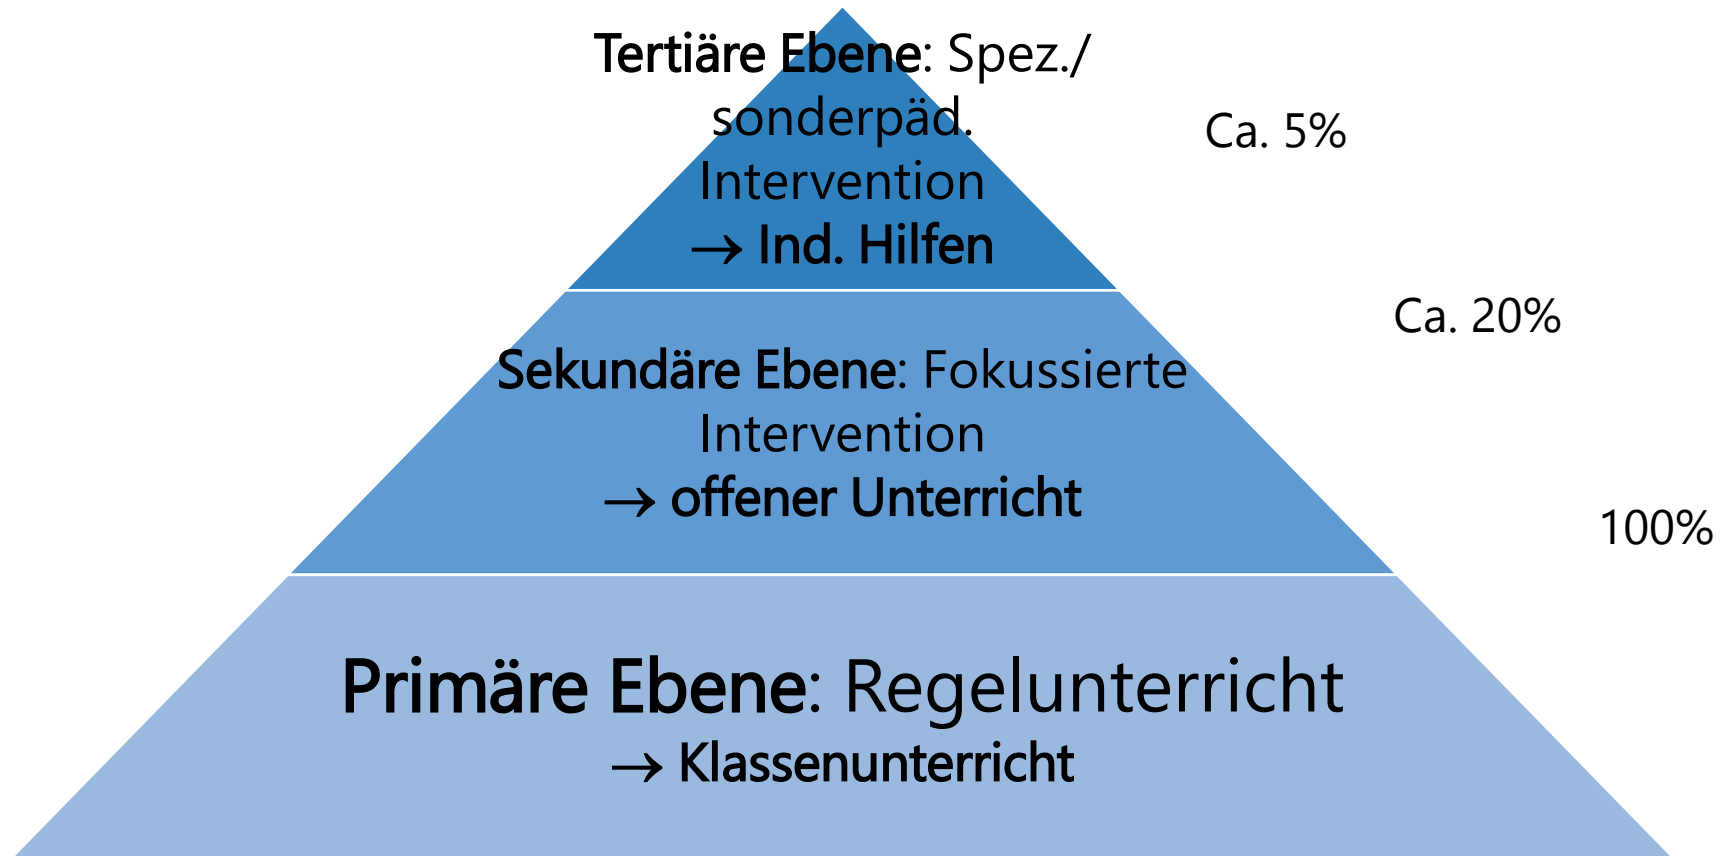 Tertiäre Ebene: Spez./
sonderpäd.
Intervention
→ Ind. Hilfen
Ca. 5%
Sekundäre Ebene: Fokussierte
Intervention
→ offener Unterricht
Ca. 20%
Primäre Ebene: Regelunterricht
→ Klassenunterricht
100%